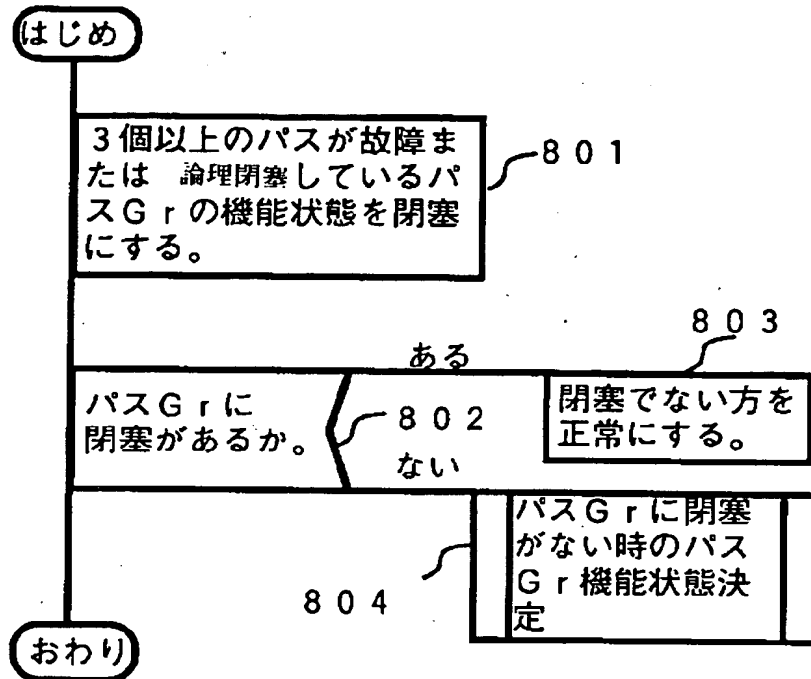 はじめ
3個以上のパスが故障ま
たは 論理閉塞しているパ
スGrの機能状態を閉塞
にする。
801
803
ある
パスGrに
閉塞があるか。
802
ない
閉塞でない方を
正常にする。
パスGrに閉塞
がない時のパス
Gr機能状態決
定
804
おわり